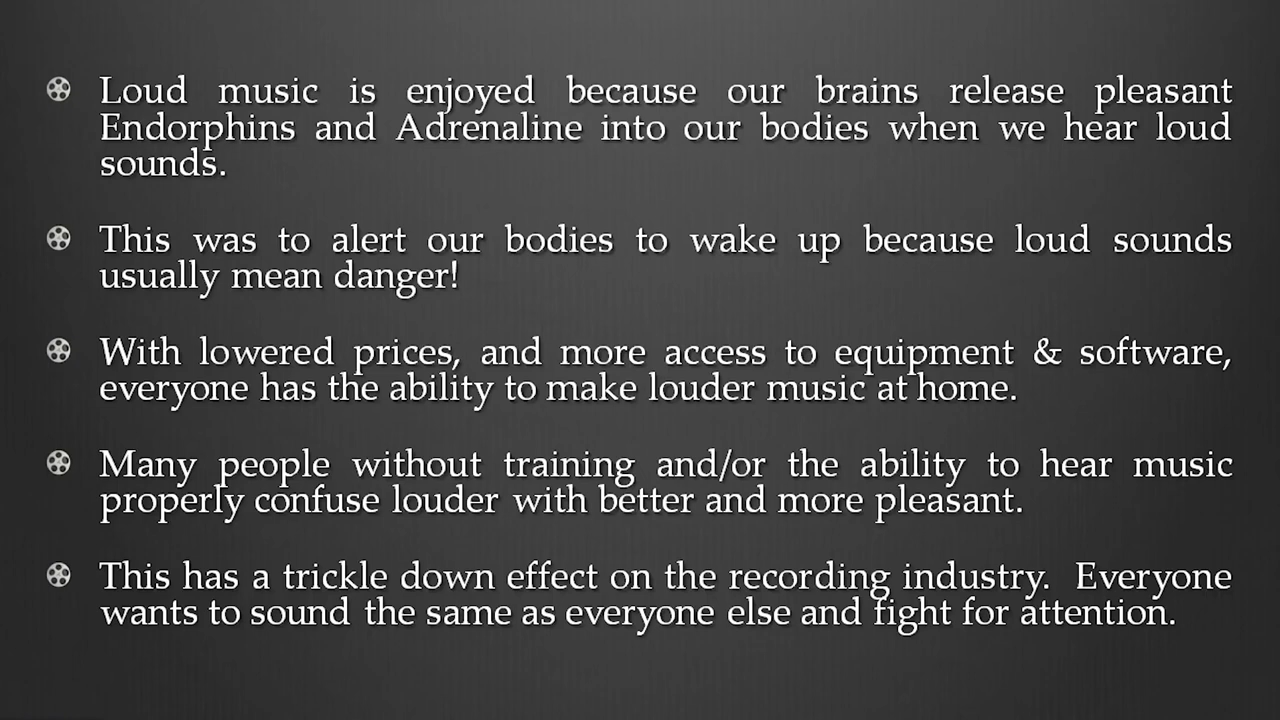 Loud music is enjoyed because our brains release pleasant
Endorphins and Adrenaline into our bodies when we hear loud
sounds.
This was to alert our bodies to wake up because loud sounds
usually mean danger!
With lowered prices, and more access to equipment & software,
everyone has the ability to make louder music at home.
Many people without training and/or the ability to hear music
properly confuse louder with better and more pleasant.
This has a trickle down effect on the recording industry.  Everyone
wants to sound the same as everyone else and fight for attention.